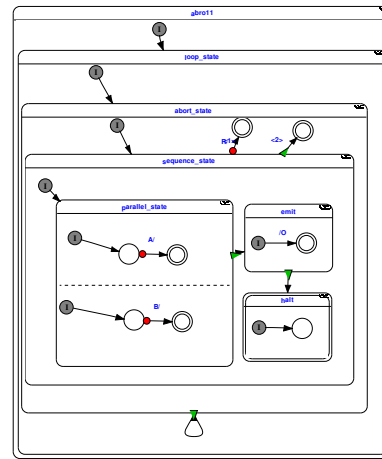 abro11
loop_state
I
abort_state
I
I
R/1
<2>
sequence_state
I
parallel_state
emit
I
A/
/O
I
halt
I
B/
I